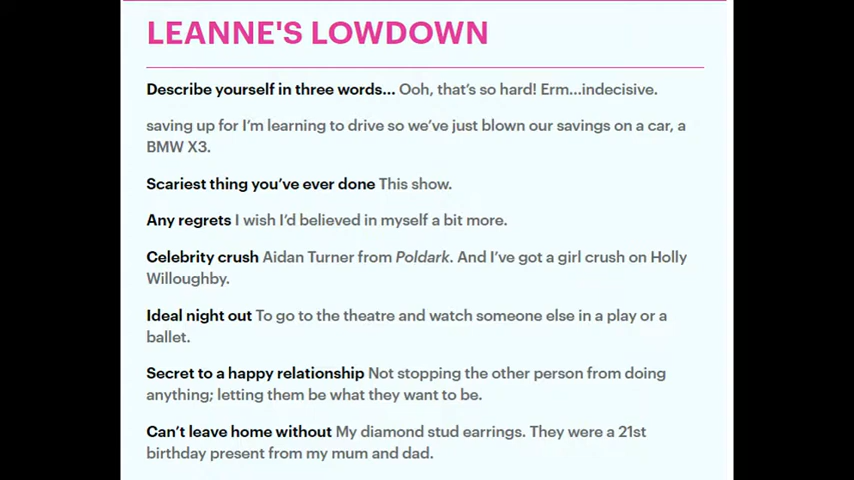 LEANNE'S LOWDOWN
Describe yourself in three words... Ooh, that's so hard! Erm...indecisive.
saving up for I'm learning to drive so we've just blown our savings on a car, a
BMW X3.
Scariest thing you've ever done This show.
Any regrets I wish I'd believed in myself a bit more.
Celebrity crush Aidan Turner from Poldark. And I've got a girl crush on Holly
Willoughby.
Ideal night out To go to the theatre and watch someone else in a play or a
ballet.
Secret to a happy relationship Not stopping the other person from doing
anything; letting them be what they want to be.
Can't leave home without My diamond stud earrings. They were a 21st
birthday present from my mum and dad.